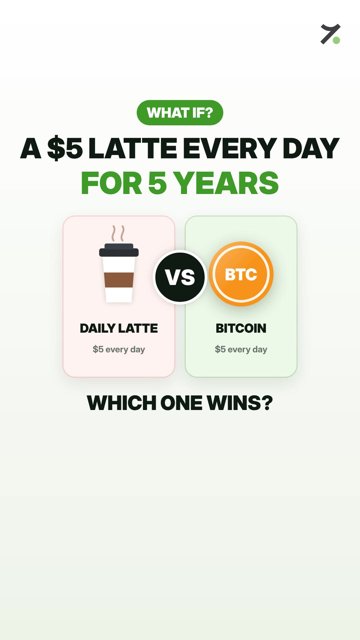 WHAT IF?
A $5 LATTE EVERY DAY
FOR 5 YEARS
VS
BTC
DAILY LATTE
$5 every day
BITCOIN
$5 every day
WHICH ONE WINS?